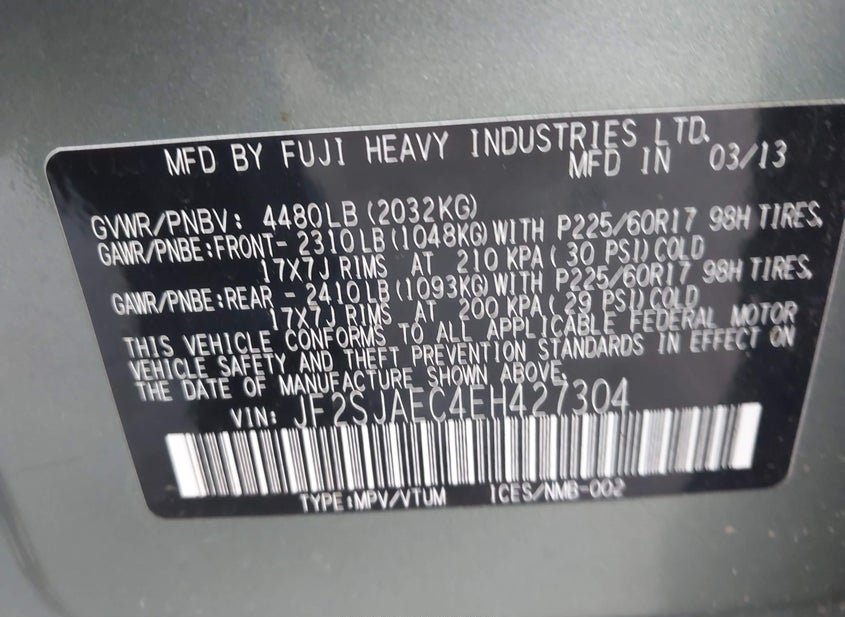 MFD BY FUJI HEAVY INDUSTRIES LTD.
MFD IN 03/13
GVWR/PNBV: 4480LB(2032KG)
GAWR/PNBE:FRONT- 2310LB(1048KG)WITH P225/60R17 98H TIRES,
17X7J RIMS AT 210 KPA( 30 PSI)COLD
GAWR/PNBE:REAR - 2410LB(1093KG)WITH P225/60R17 98H TIRES,
17X7J RIMS AT 200 KPA( 29 PSI)COLD
THIS VEHICLE CONFORMS TO ALL APPLICABLE FEDERAL MOTOR
VEHICLE SAFETY AND THEFT PREVENTION STANDARDS IN EFFECT ON
THE DATE OF MANUFACTURE SHOWN ABOVE.
VIN: JF2SJAEC4EH427304
TYPE:MPV/VTUM ICES/NMB-002